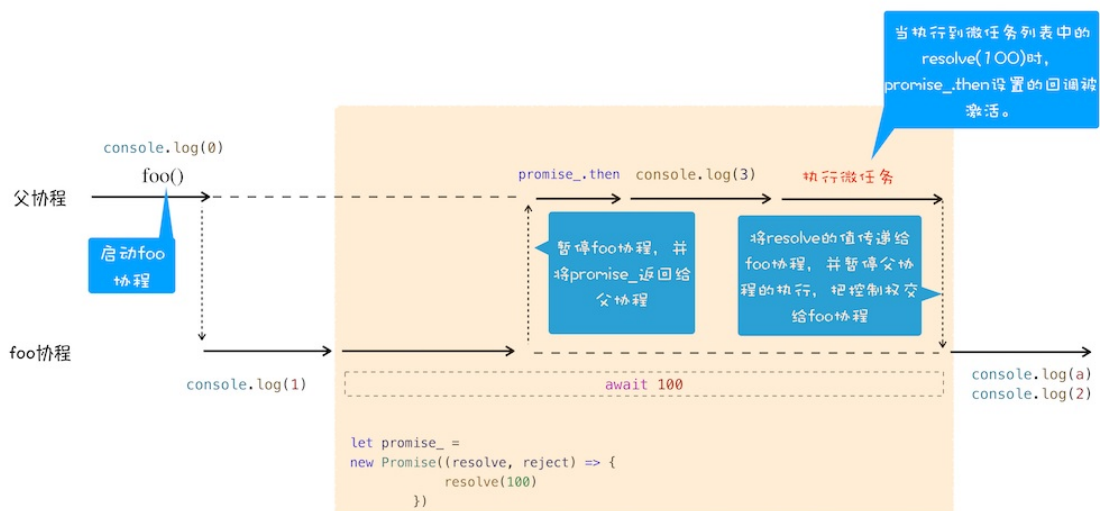 当执行到微任务列表中的
resolve(100)时,
promise_.then设置的回调被
激活。
console.log(0)
foo()
promise_.then
console.log(3)
执行微任务
父协程
启动foo
协程
暂停foo协程，并
将promise_返回给
父协程
将resolve的值传递给
foo协程，并暂停父协
程的执行，把控制权交
给foo协程
foo协程
console.log(1)
await 100
console.log(a)
console.log(2)
let promise_ =
new Promise((resolve, reject) => {
resolve(100)
})